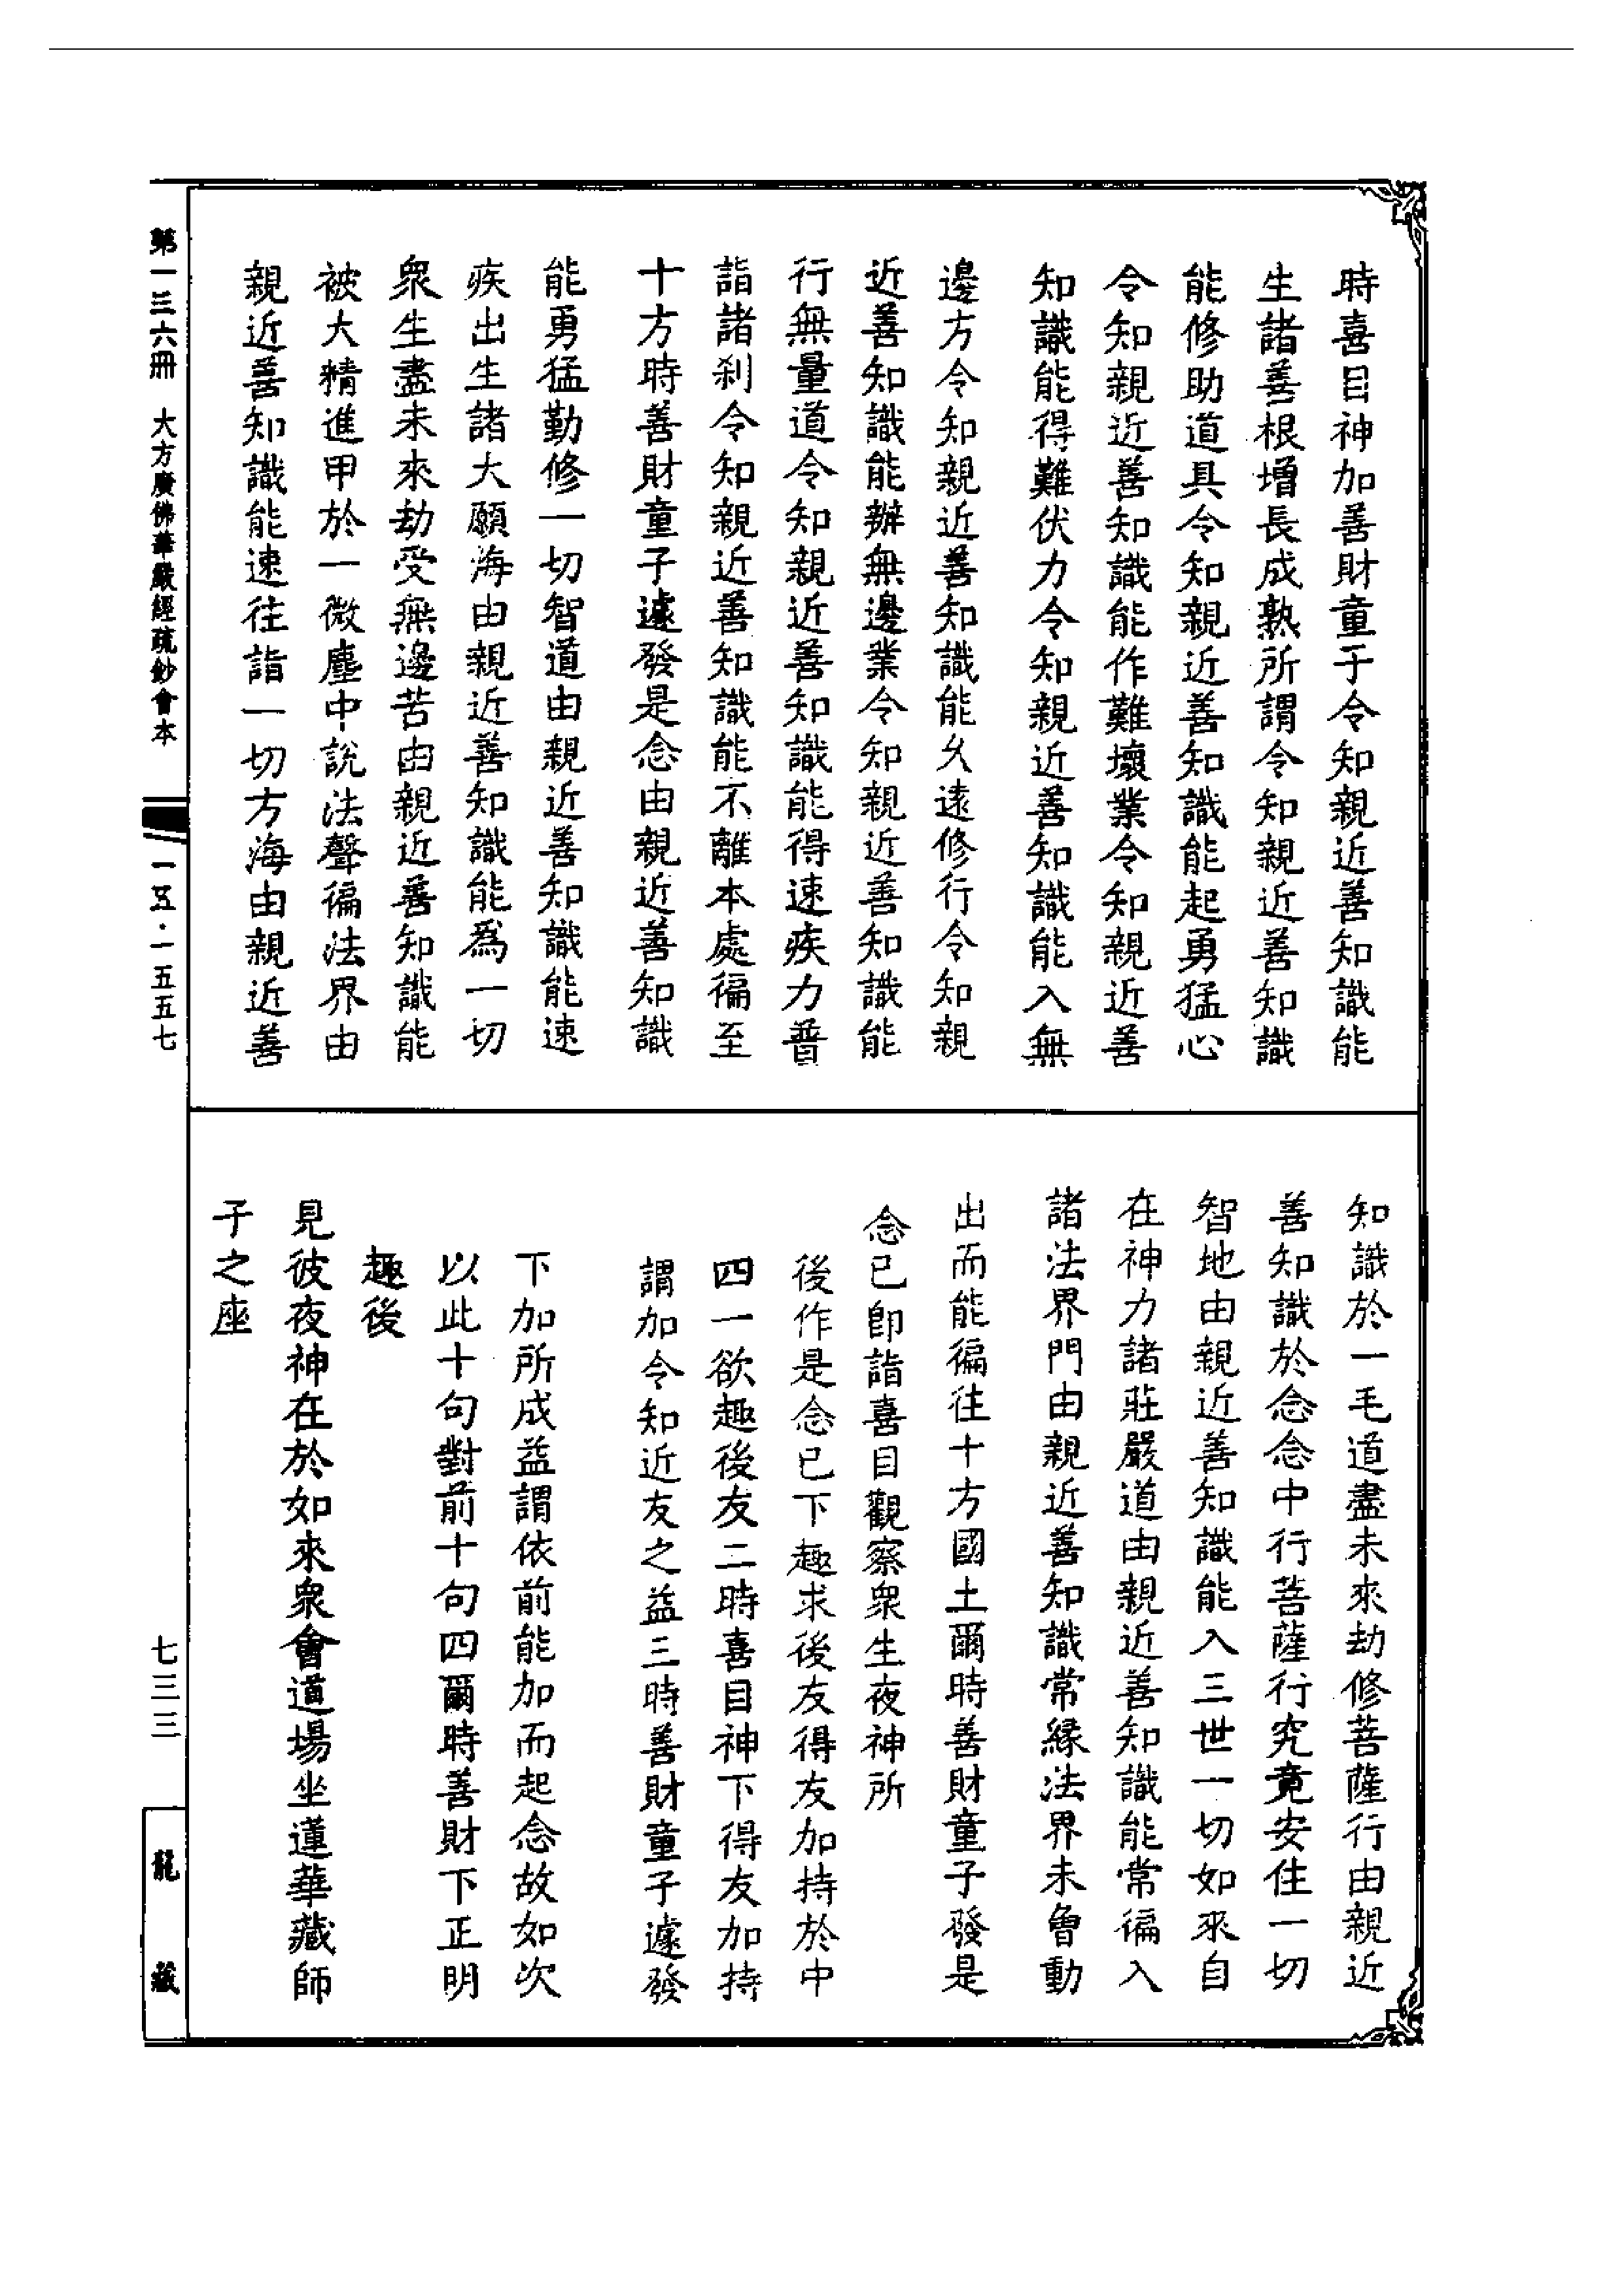 時喜目神加善財童子令知親近善知識能
生諸善根增長成熟所謂令知親近善知識
能修助道具令知親近善知識能起勇猛心
令知親近善知識能作難壞業令知親近善
知識能得難伏力令知親近善知識能入無
邊方令知親近善知識能久遠修行令知親
近善知識能辦無邊業令知親近善知識能
行無量道令知親近善知識能得速疾力普
詣諸刹令知親近善知識能不離本處徧至
十方時善財童子遽發是念由親近善知識
能勇猛勤修一切智道由親近善知識能速
疾出生諸大願海由親近善知識能為一切
衆生盡未來劫受無邊苦由親近善知識能
被大精進甲於一微塵中說法聲徧法界由
親近善知識能速往詣一切方海由親近善
知識於一毛道盡未來劫修菩薩行由親近
善知識於念念中行菩薩行究竟安住一切
智地由親近善知識能入三世一切如來自
在神力諸莊嚴道由親近善知識能常徧入
諸法界門由親近善知識常緣法界未曾動
出而能徧往十方國土爾時善財童子發是
念已卽詣喜目觀察衆生夜神所
後作是念已下趣求後友得友加持於中
四一欲趣後友二時喜目神下得友加持
謂加令知近友之益三時善財童子遽發
下加所成益謂依前能加而起念故如次
以此十句對前十句四爾時善財下正明
趣後
見彼夜神在於如來衆會道場坐蓮華藏師
子之座
第一三六冊 大方廣佛華嚴經疏鈔會本
一五·一五五七
七三三
龍藏